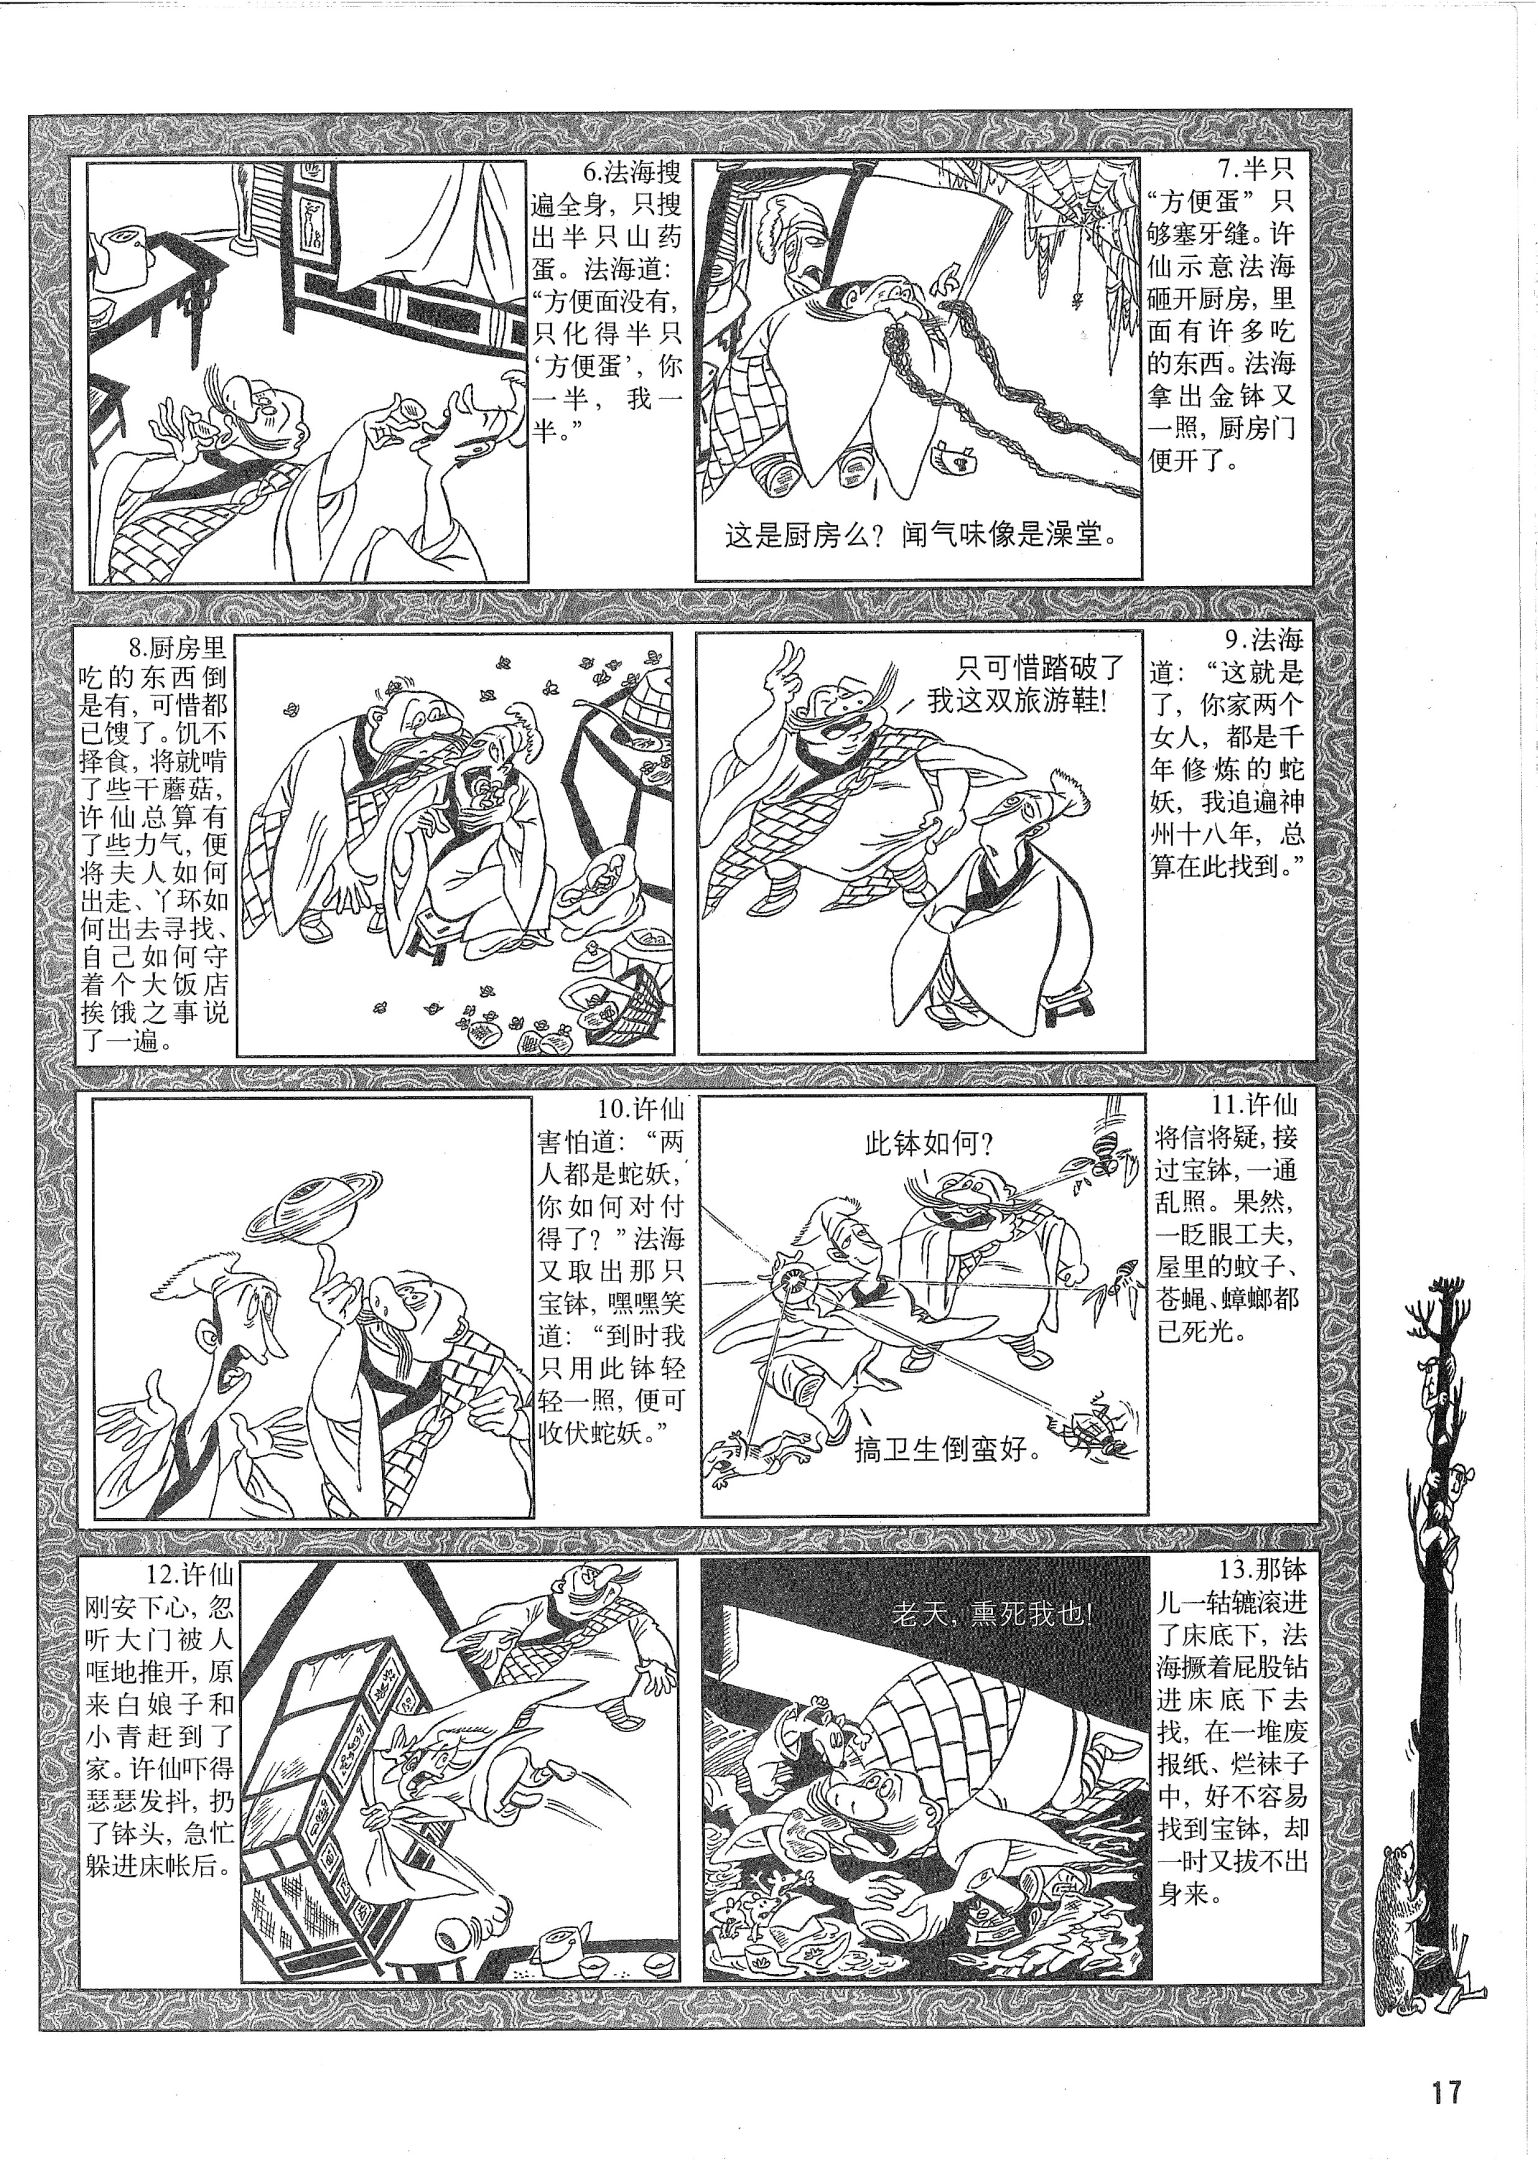 6.法海搜
遍全身，只搜
出半只山药
蛋。法海道：
“方便面没有，
只化得半只
‘方便蛋’，你
一半，我一
半。”
7.半只
“方便蛋”只
够塞牙缝。许
仙示意法海
砸开厨房，里
面有许多吃
的东西。法海
拿出金钵又
一照，厨房门
便开了。
这是厨房么？闻气味像是澡堂。
8.厨房里
吃的东西倒
是有，可惜都
已馊了。饥不
择食，将就啃
了些干蘑菇，
许仙总算有
了些力气，便
将夫人如何
出走、丫环如
何出去寻找、
自己如何守
着个大饭店
挨饿之事说
了一遍。
只可惜踏破了
我这双旅游鞋！
9.法海
道：“这就是
了，你家两个
女人，都是千
年修炼的蛇
妖，我追遍神
州十八年，总
算在此找到。”
10.许仙
害怕道：“两
人都是蛇妖，
你如何对付
得了？”法海
又取出那只
宝钵，嘿嘿笑
道：“到时我
只用此钵轻
轻一照，便可
收伏蛇妖。”
此钵如何？
搞卫生倒蛮好。
11.许仙
将信将疑，接
过宝钵，一通
乱照。果然，
一眨眼工夫，
屋里的蚊子、
苍蝇、蟑螂都
已死光。
12.许仙
刚安下心，忽
听大门被人
哐地推开，原
来白娘子和
小青赶到了
家。许仙吓得
瑟瑟发抖，扔
了钵头，急忙
躲进床帐后。
老天，熏死我也！
13.那钵
儿一轱辘滚进
了床底下，法
海撅着屁股钻
进床底下去
找，在一堆废
报纸、烂袜子
中，好不容易
找到宝钵，却
一时又拔不出
身来。
17